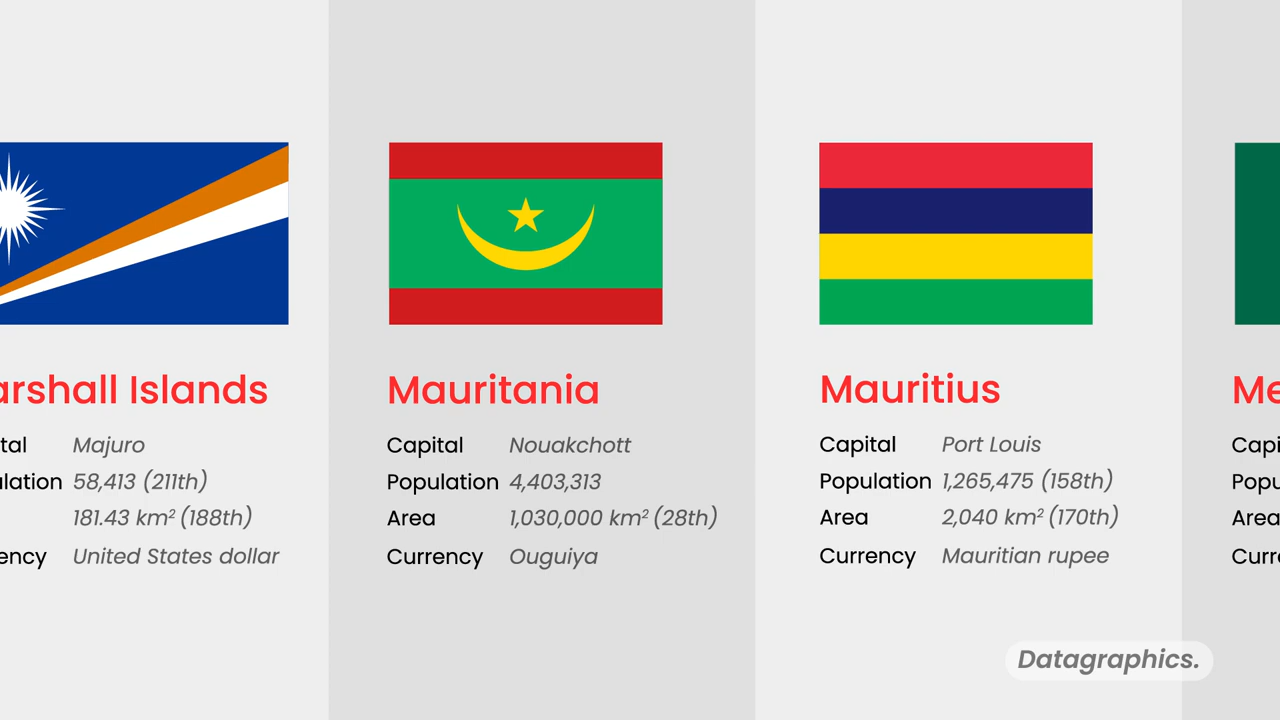 arshall Islands
tal Majuro
ulation 58,413 (211th)
181.43 km² (188th)
ency United States dollar
Mauritania
Capital Nouakchott
Population 4,403,313
Area 1,030,000 km² (28th)
Currency Ouguiya
Mauritius
Capital Port Louis
Population 1,265,475 (158th)
Area 2,040 km² (170th)
Currency Mauritian rupee
Me
Capi
Popu
Area
Curre
Datagraphics.